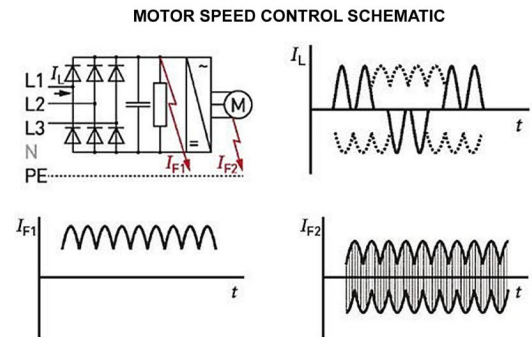 MOTOR SPEED CONTROL SCHEMATIC
I_L
L1
L2
L3
N
PE
~
=
M
I_F1
I_F2
I_L
t
I_F1
t
I_F2
t